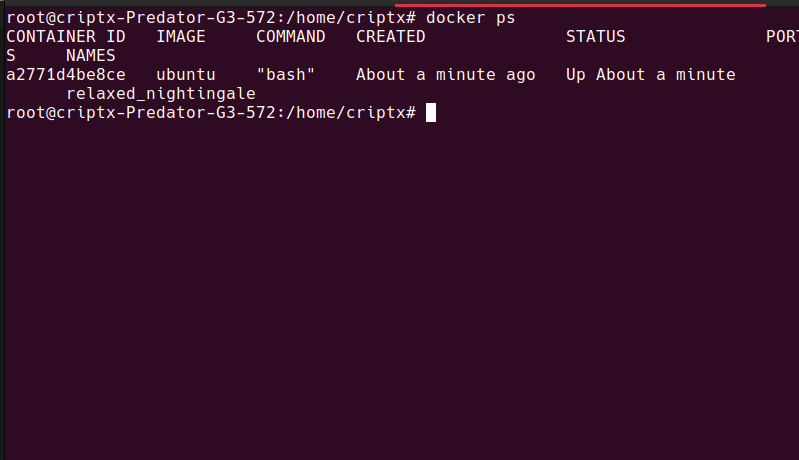 root@criptx-Predator-G3-572:/home/criptx# docker ps
CONTAINER ID   IMAGE     COMMAND   CREATED              STATUS              PORT
S     NAMES
a2771d4be8ce   ubuntu    "bash"    About a minute ago   Up About a minute
      relaxed_nightingale
root@criptx-Predator-G3-572:/home/criptx#